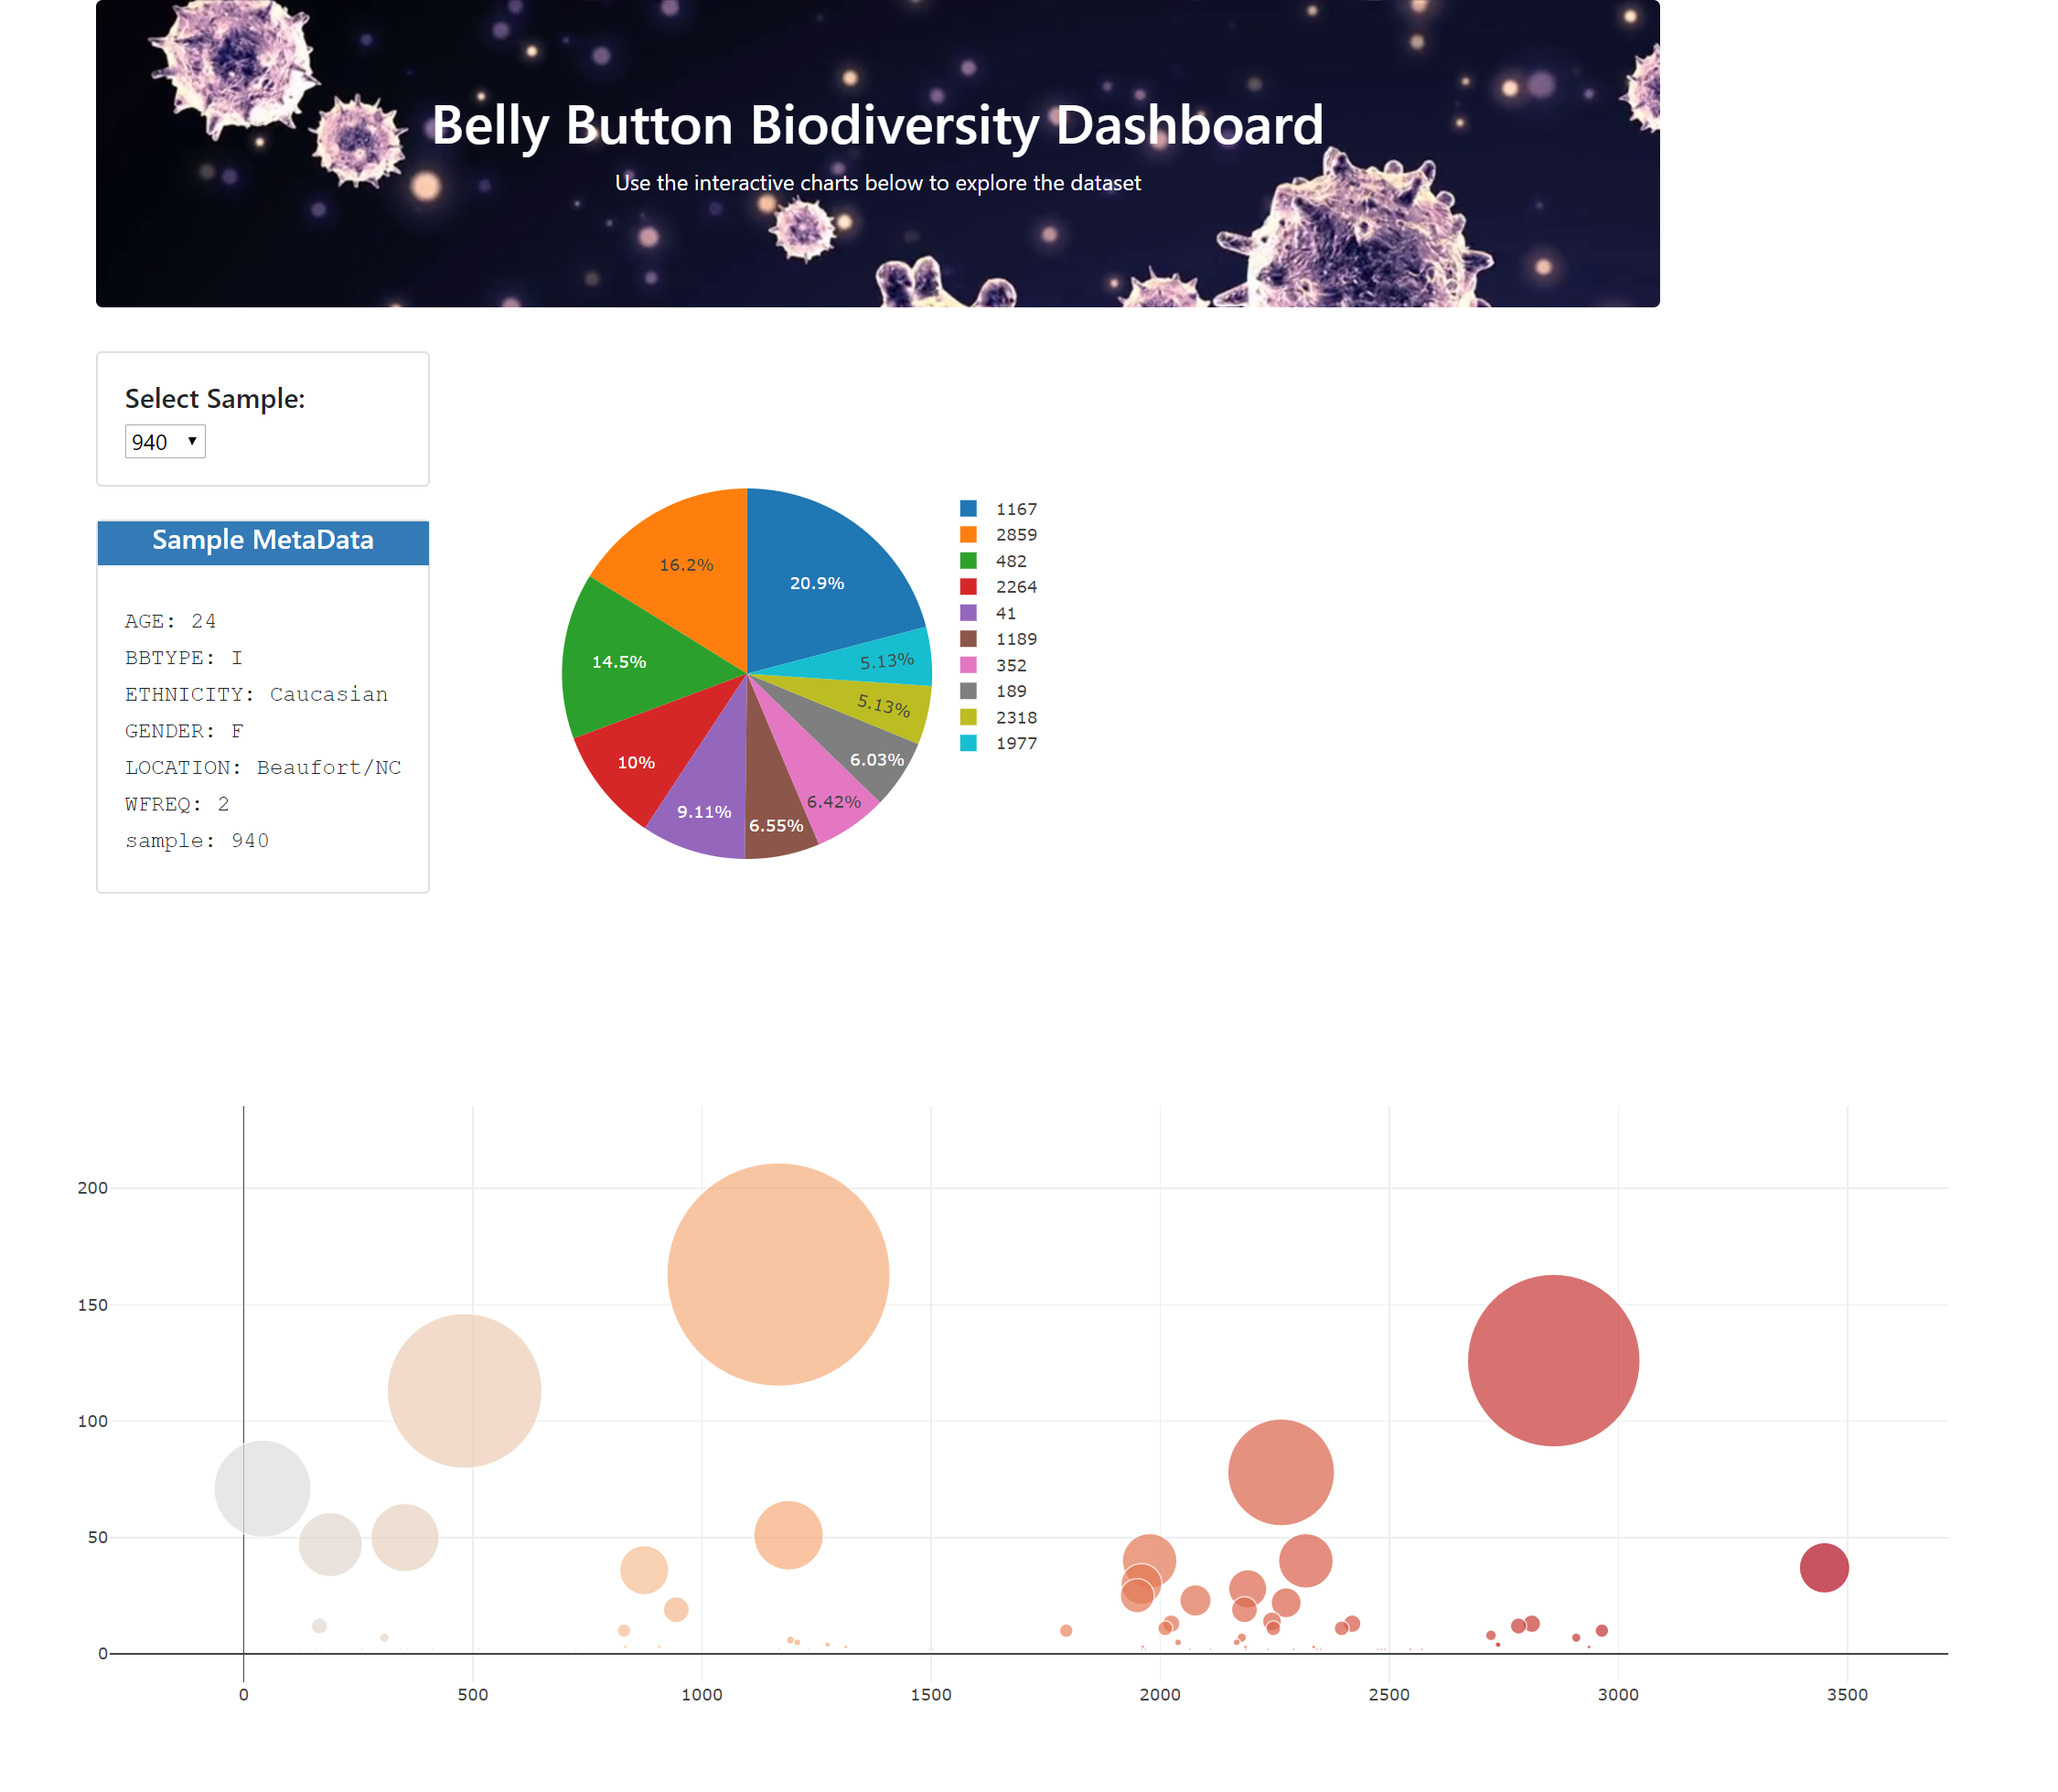 Belly Button Biodiversity Dashboard
Use the interactive charts below to explore the dataset
Select Sample:
940
Sample MetaData
AGE: 24
BBTYPE: I
ETHNICITY: Caucasian
GENDER: F
LOCATION: Beaufort/NC
WFREQ: 2
sample: 940
16.2%
20.9%
14.5%
5.13%
5.13%
10%
6.03%
9.11%
6.55%
6.42%
1167
2859
482
2264
41
1189
352
189
2318
1977
200
150
100
50
0
0 500 1000 1500 2000 2500 3000 3500